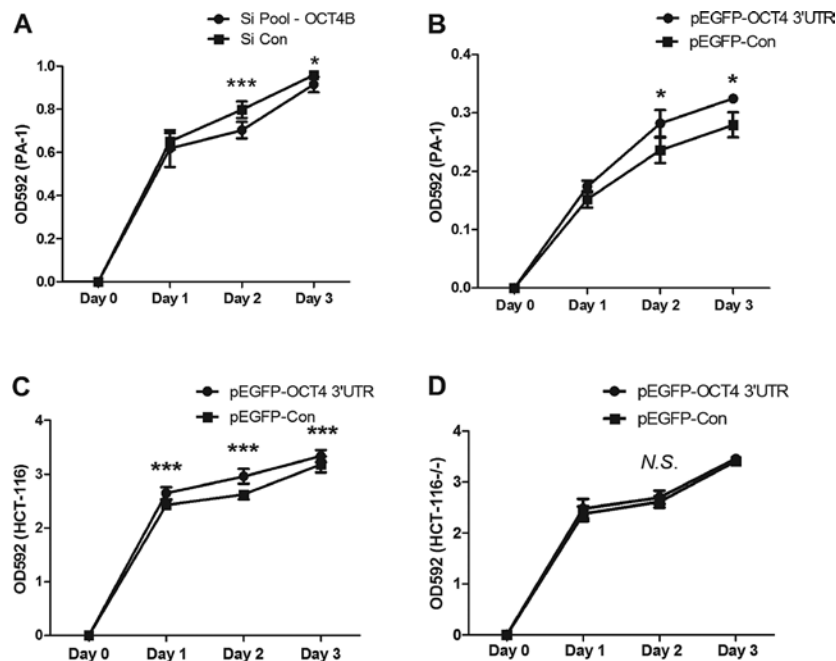 A
Si Pool - OCT4B
Si Con
OD592 (PA-1)
1.0
0.8
0.6
0.4
0.2
0.0
***
*
Day 0 Day 1 Day 2 Day 3
B
pEGFP-OCT4 3'UTR
pEGFP-Con
OD592 (PA-1)
0.4
0.3
0.2
0.1
0.0
*
*
Day 0 Day 1 Day 2 Day 3
C
pEGFP-OCT4 3'UTR
pEGFP-Con
OD592 (HCT-116)
4
3
2
1
0
***
***
***
Day 0 Day 1 Day 2 Day 3
D
pEGFP-OCT4 3'UTR
pEGFP-Con
OD592 (HCT-116-/-)
4
3
2
1
0
N.S.
Day 0 Day 1 Day 2 Day 3